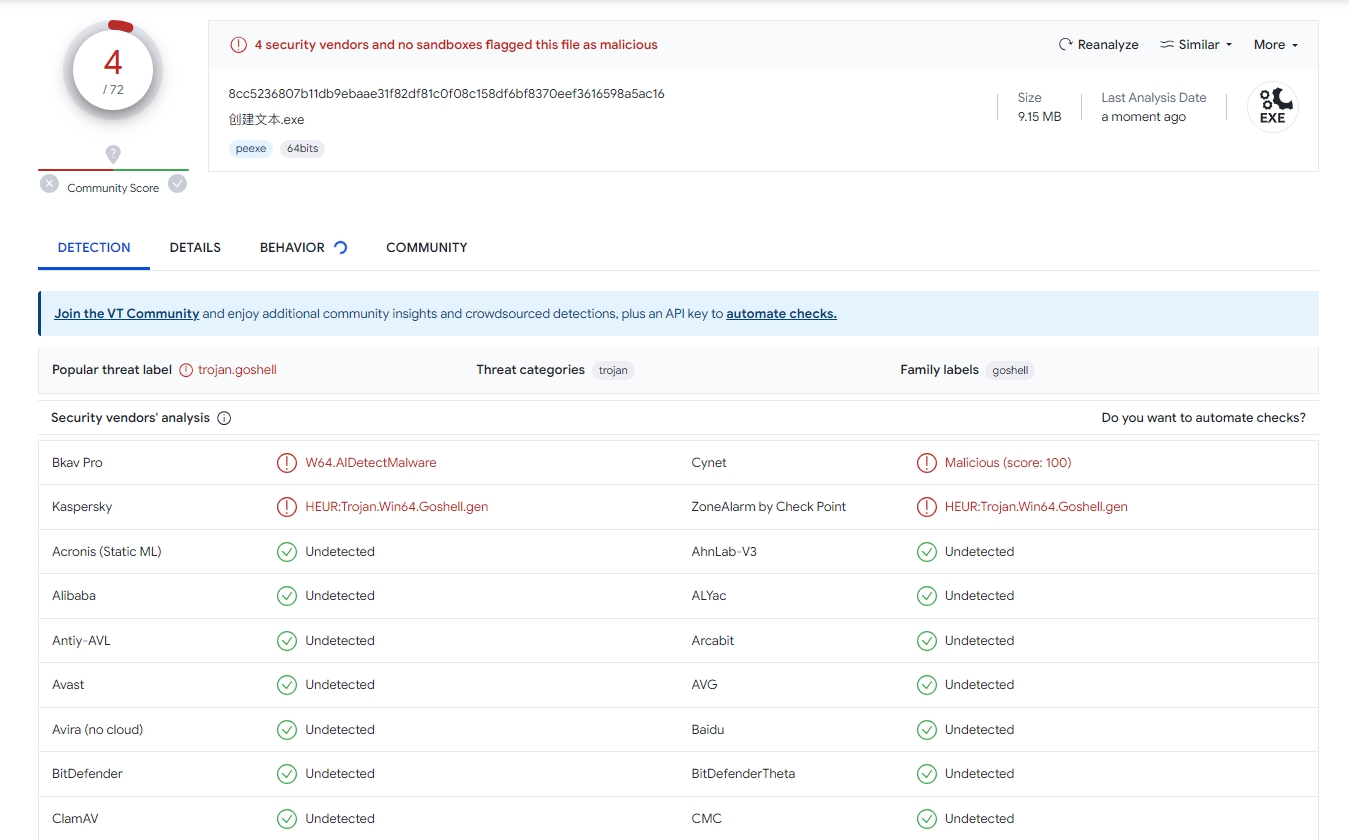 4
/ 72
Community Score
4 security vendors and no sandboxes flagged this file as malicious
Reanalyze Similar More
8cc5236807b11db9ebaae31f82df81c0f08c158df6bf8370eef3616598a5ac16
创建文本.exe
peexe 64bits
Size
9.15 MB
Last Analysis Date
a moment ago
EXE
DETECTION DETAILS BEHAVIOR COMMUNITY
Join the VT Community and enjoy additional community insights and crowdsourced detections, plus an API key to automate checks.
Popular threat label trojan.goshell Threat categories trojan Family labels goshell
Security vendors' analysis Do you want to automate checks?
Bkav Pro W64.AIDetectMalware Cynet Malicious (score: 100)
Kaspersky HEUR:Trojan.Win64.Goshell.gen ZoneAlarm by Check Point HEUR:Trojan.Win64.Goshell.gen
Acronis (Static ML) Undetected AhnLab-V3 Undetected
Alibaba Undetected ALYac Undetected
Antiy-AVL Undetected Arcabit Undetected
Avast Undetected AVG Undetected
Avira (no cloud) Undetected Baidu Undetected
BitDefender Undetected BitDefenderTheta Undetected
ClamAV Undetected CMC Undetected